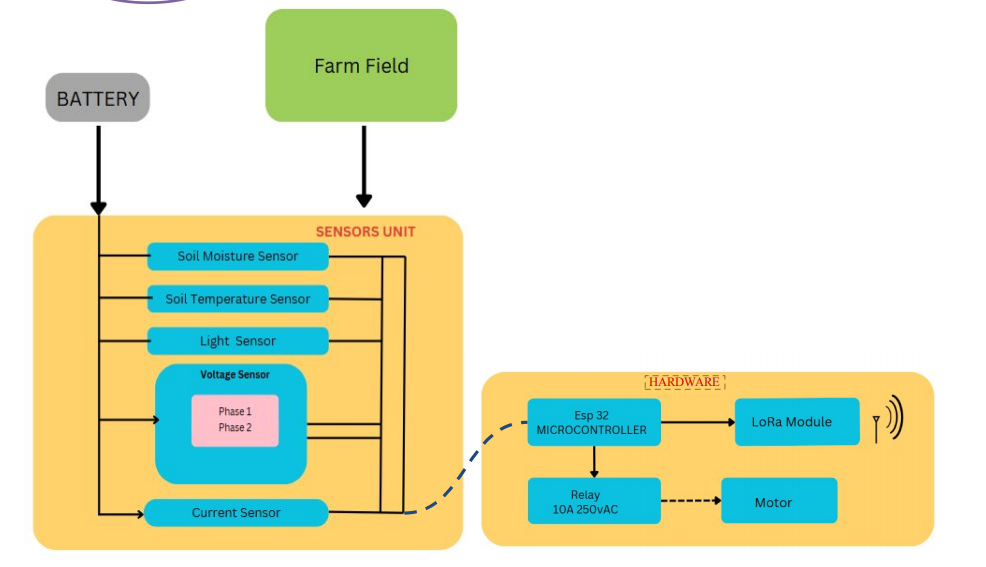 Farm Field
BATTERY
SENSORS UNIT
Soil Moisture Sensor
Soil Temperature Sensor
Light Sensor
Voltage Sensor
Phase 1
Phase 2
Current Sensor
HARDWARE
Esp 32
MICROCONTROLLER
LoRa Module
Relay
10A 250vAC
Motor